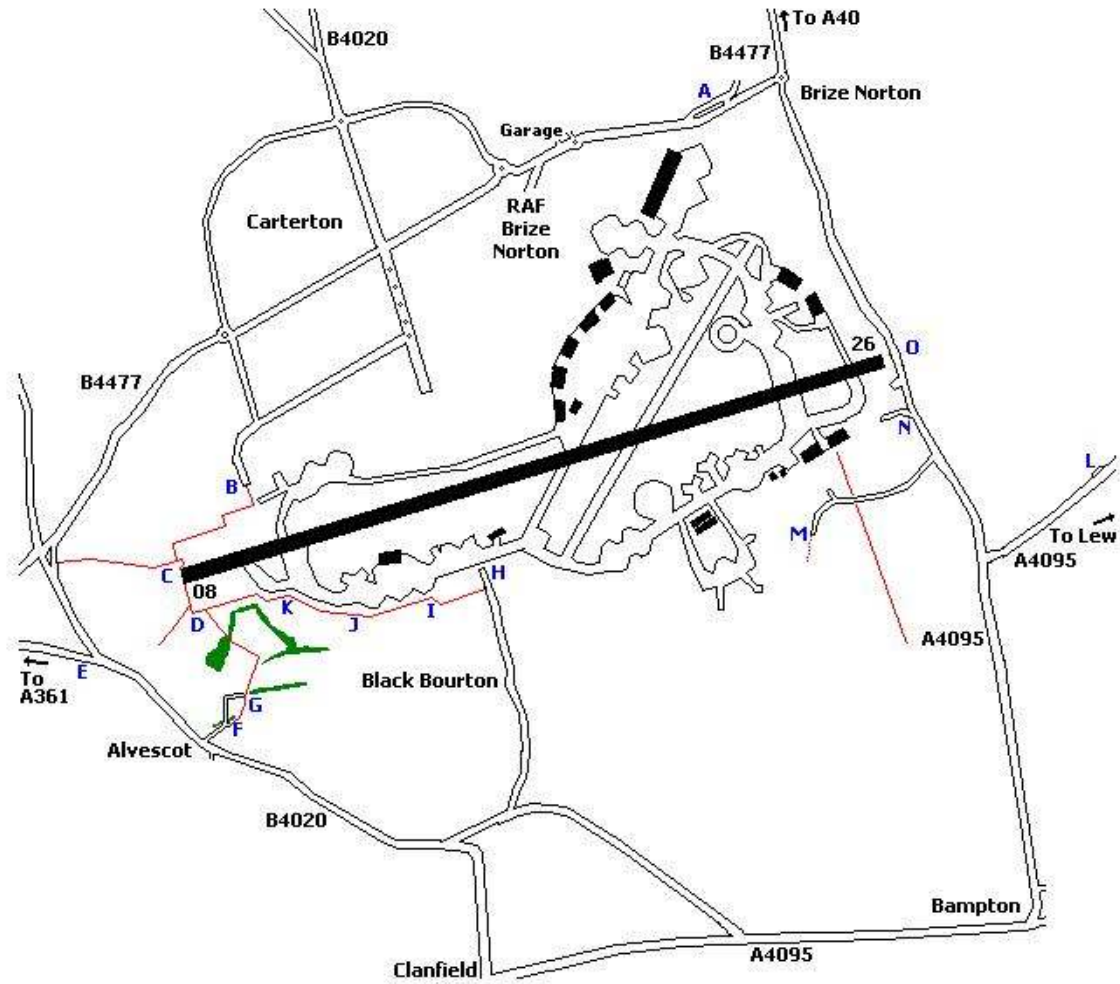 To A40
B4020
B4477
A
Brize Norton
Garage
RAF
Brize
Norton
Carterton
26
O
B4477
N
B
L
M
To Lew
A4095
C
08
H
K
I
D
J
A4095
E
To
A361
Black Bourton
G
F
Alvescot
B4020
Bampton
A4095
Clanfield